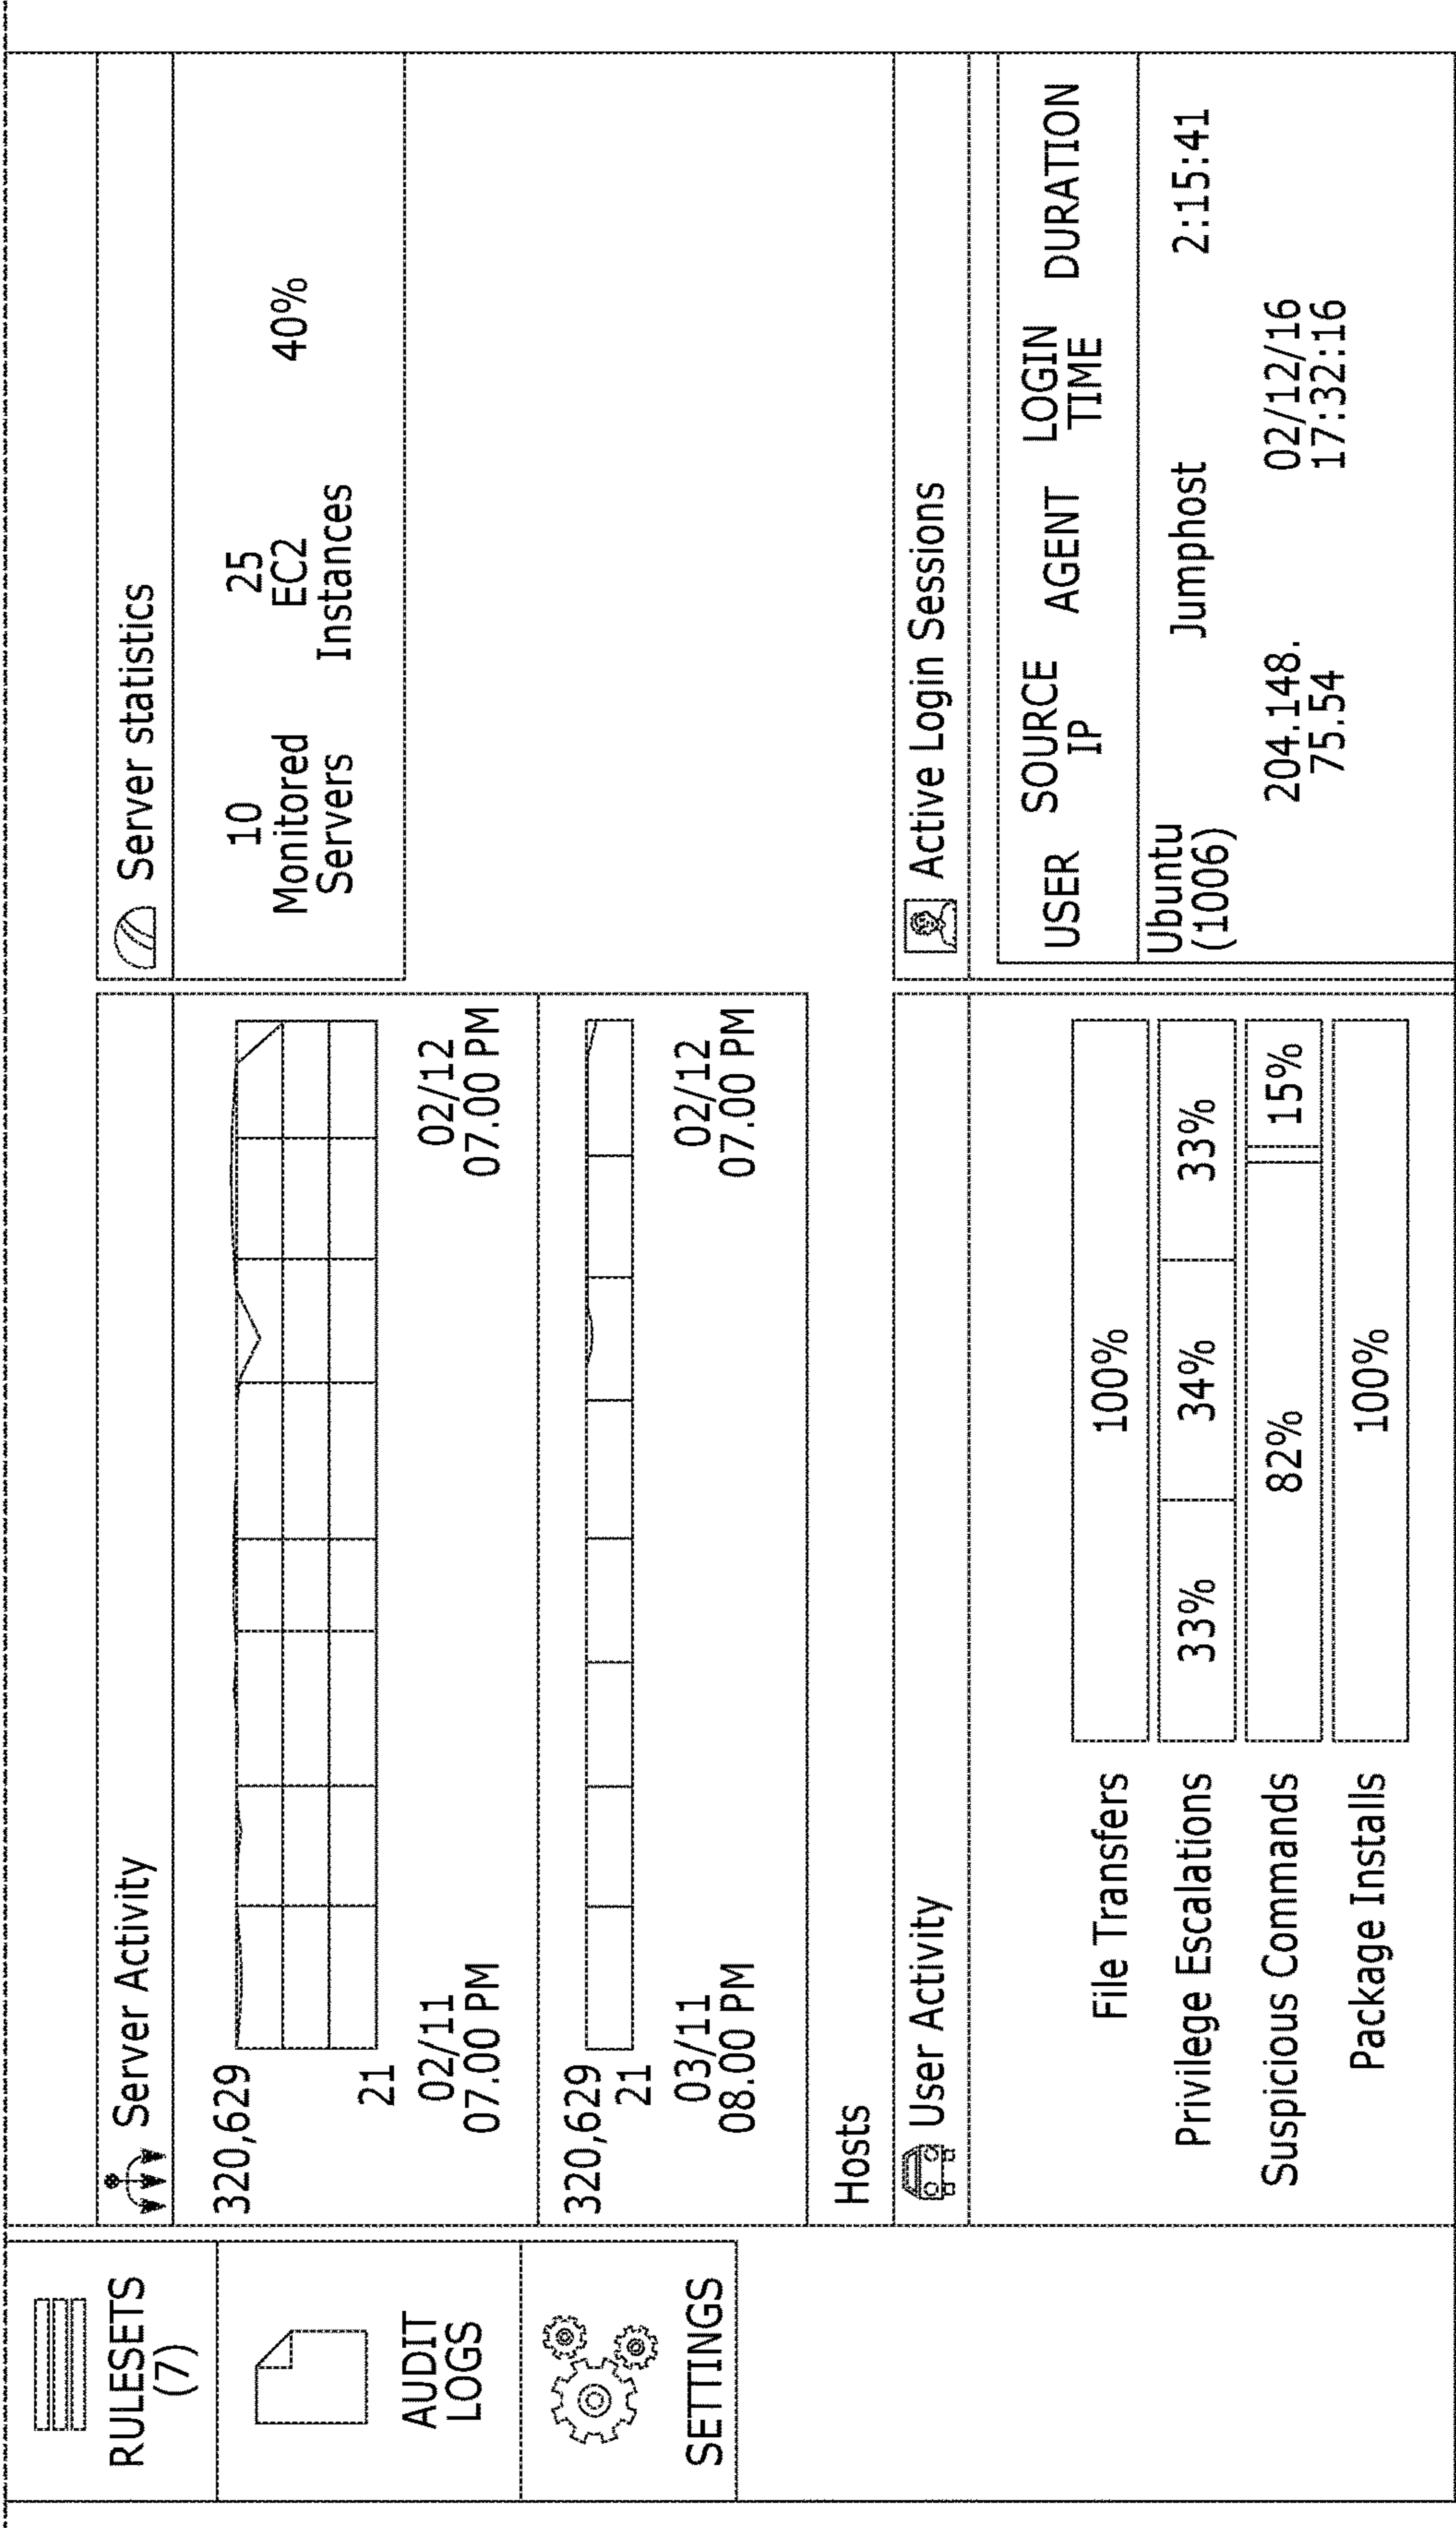 RULESETS
(7)
AUDIT
LOGS
SETTINGS
Server Activity
320,629
21
02/11
07.00 PM
02/12
07.00 PM
320,629
21
03/11
08.00 PM
02/12
07.00 PM
Hosts
Server statistics
10
Monitored
Servers
25
EC2
Instances
40%
User Activity
File Transfers
100%
Privilege Escalations
33%
34%
33%
Suspicious Commands
82%
15%
Package Installs
100%
Active Login Sessions
USER
SOURCE
IP
AGENT
LOGIN
TIME
DURATION
Ubuntu
(1006)
204.148.
75.54
Jumphost
02/12/16
17:32:16
2:15:41